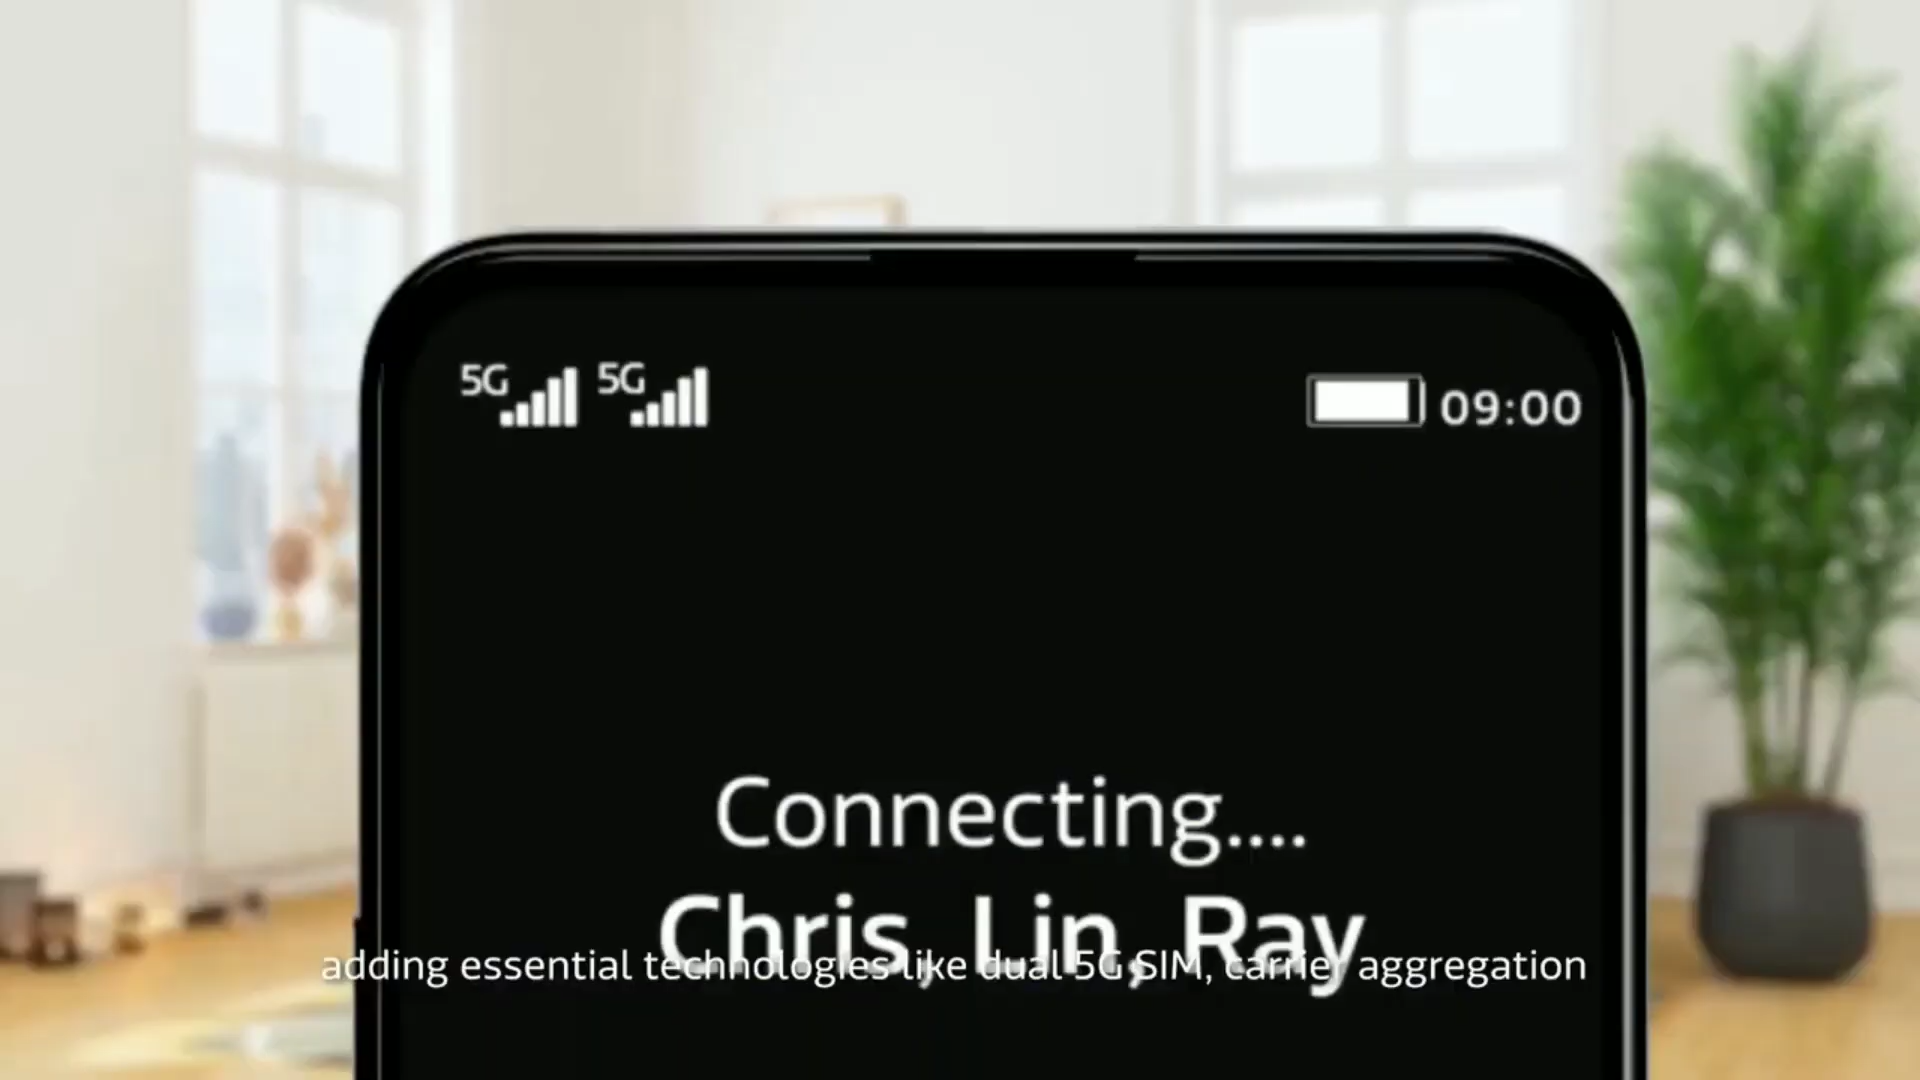 5G 5G 09:00
Connecting....
Chris, Lin, Ray
adding essential technologies like dual 5G SIM, carrier aggregation